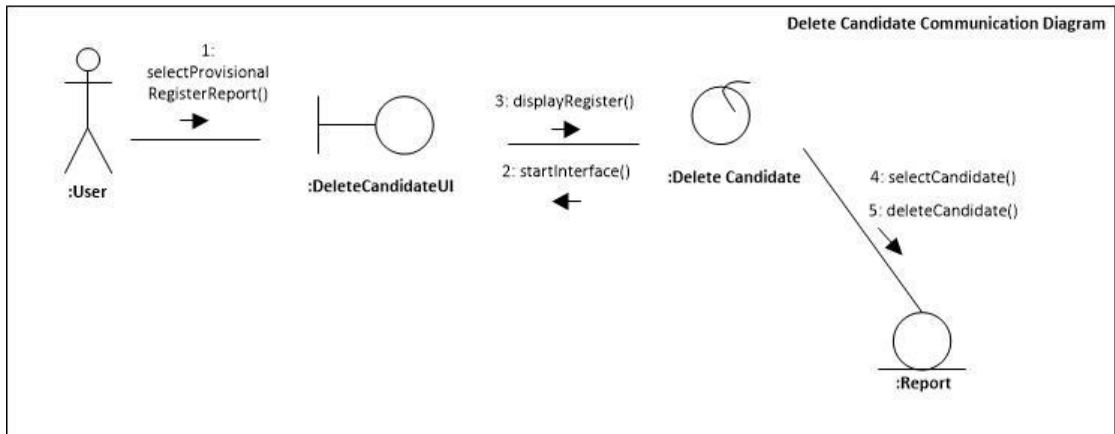 Delete Candidate Communication Diagram
1:
selectProvisional
RegisterReport()
:User
:DeleteCandidateUI
3: displayRegister()
2: startInterface()
:Delete Candidate
4: selectCandidate()
5: deleteCandidate()
:Report